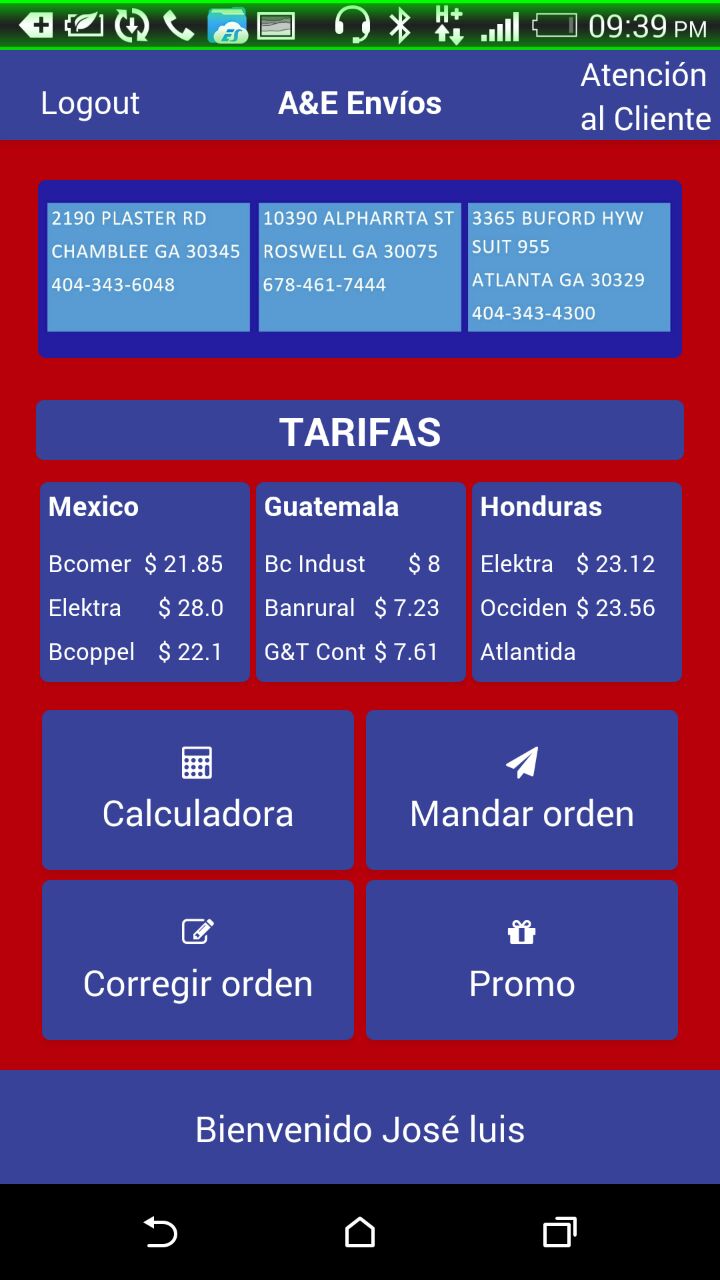 H+
09:39 PM
Logout
A&E Envíos
Atención
al Cliente
2190 PLASTER RD
CHAMBLEE GA 30345
404-343-6048
10390 ALPHARRTA ST
ROSWELL GA 30075
678-461-7444
3365 BUFORD HYW
SUIT 955
ATLANTA GA 30329
404-343-4300
TARIFAS
Mexico
Bcomer $ 21.85
Elektra $ 28.0
Bcoppel $ 22.1
Guatemala
Bc Indust $ 8
Banrural $ 7.23
G&T Cont $ 7.61
Honduras
Elektra $ 23.12
Occiden $ 23.56
Atlantida
Calculadora
Mandar orden
Corregir orden
Promo
Bienvenido José luis